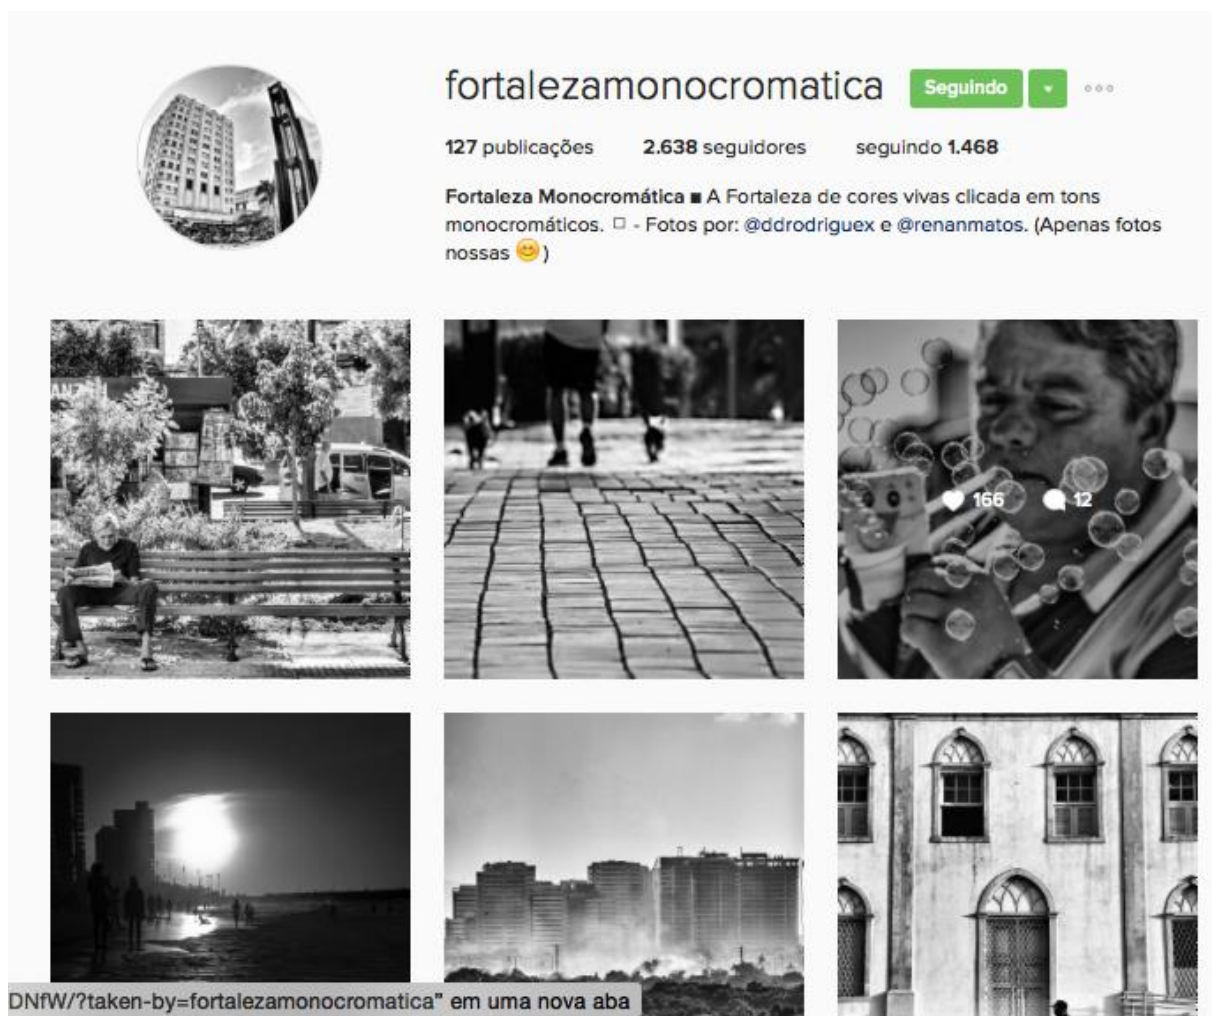 fortalezamonocromatica Seguindo
127 publicações 2.638 seguidores seguindo 1.468
Fortaleza Monocromática ■ A Fortaleza de cores vivas clicada em tons
monocromáticos. □ - Fotos por: @ddrodriguex e @renanmatos. (Apenas fotos
nossas 😊)
166 12
DNfW/?taken-by=fortalezamonocromatica" em uma nova aba